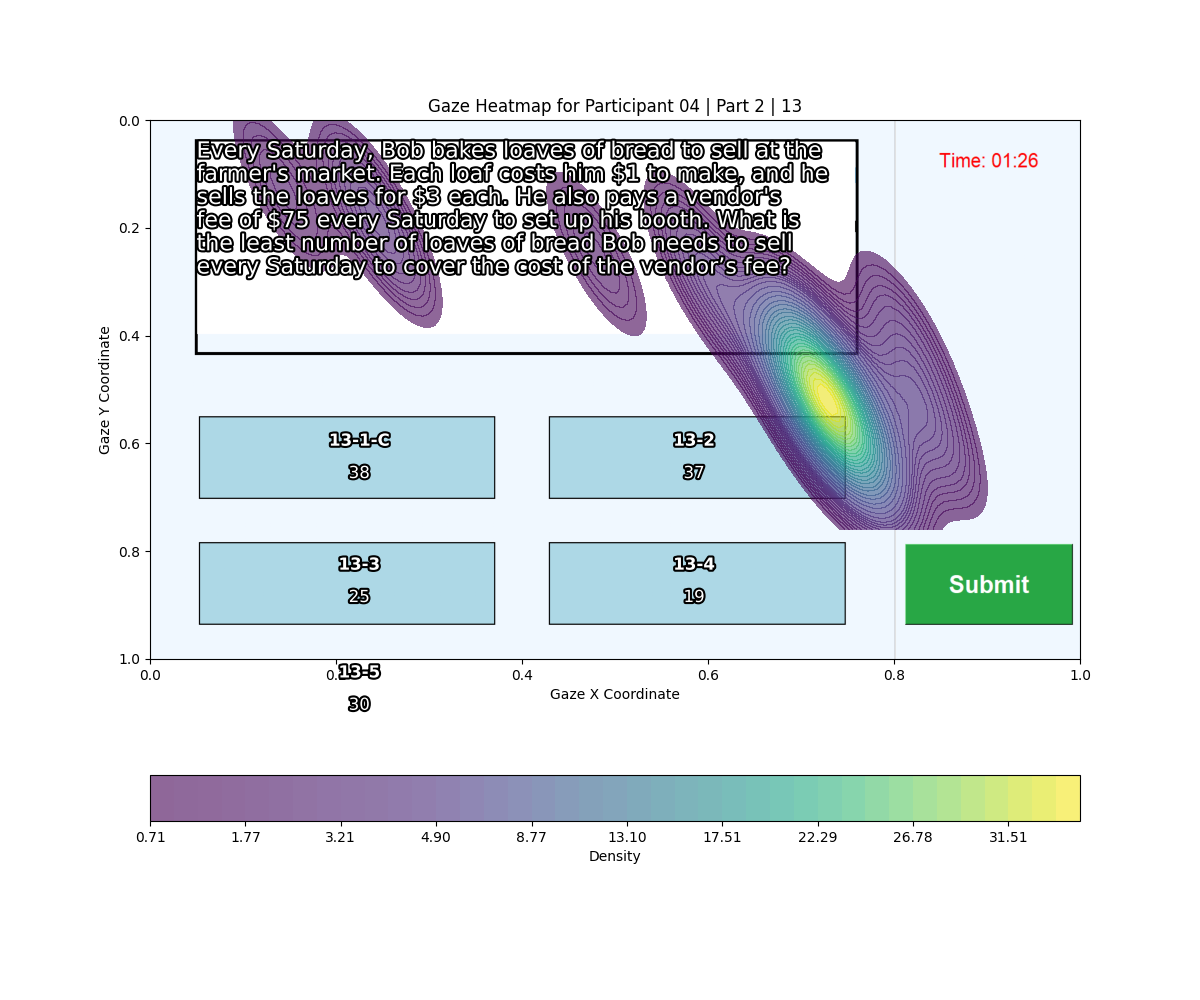 Gaze Heatmap for Participant 04 | Part 2 | 13
Every Saturday, Bob bakes loaves of bread to sell at the
farmer's market. Each loaf costs him $1 to make, and he
sells the loaves for $3 each. He also pays a vendor's
fee of $75 every Saturday to set up his booth. What is
the least number of loaves of bread Bob needs to sell
every Saturday to cover the cost of the vendor’s fee?
Time: 01:26
0.0
0.2
0.4
0.6
0.8
1.0
Gaze Y Coordinate
13-1-C
38
13-2
37
13-3
25
13-4
19
Submit
13-5
30
0.0
0.4
0.6
0.8
1.0
Gaze X Coordinate
0.71
1.77
3.21
4.90
8.77
13.10
17.51
22.29
26.78
31.51
Density